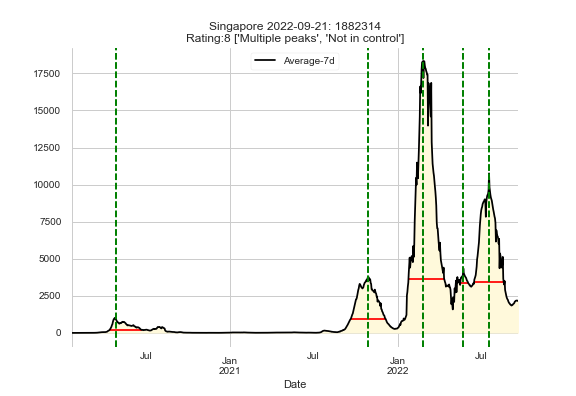 Singapore 2022-09-21: 1882314
Rating:8 ['Multiple peaks', 'Not in control']
Average-7d
17500
15000
12500
10000
7500
5000
2500
0
Jul
Jan
2021
Jul
Jan
2022
Jul
Date